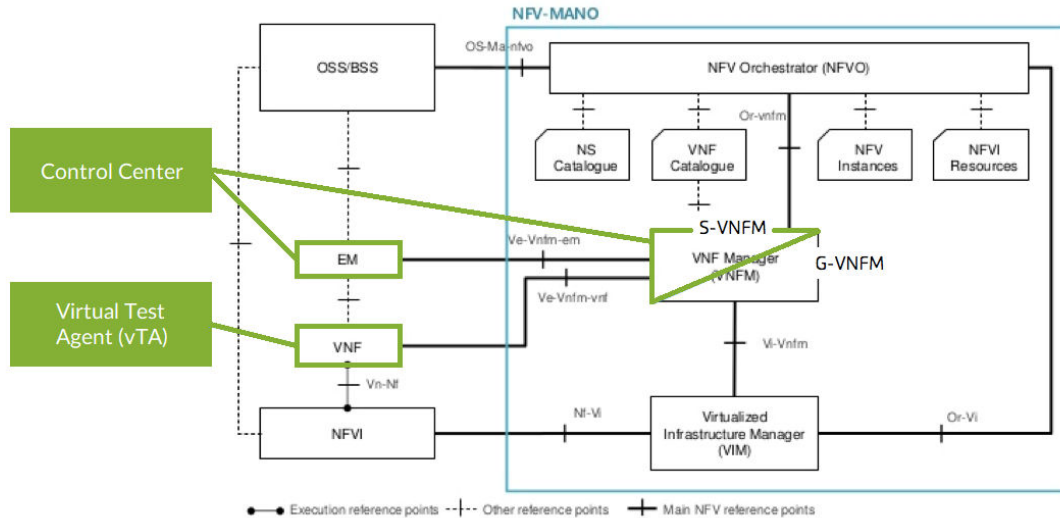 NFV-MANO
OS-Ma-nfvo
OSS/BSS
NFV Orchestrator (NFVO)
Or-vnfm
NS
Catalogue
VNF
Catalogue
NFV
Instances
NFVI
Resources
Control Center
S-VNFM
EM
Ve-Vnfm-em
VNF Manager
(VNFM)
G-VNFM
Ve-Vnfm-vnf
Virtual Test
Agent (vTA)
VNF
Vi-Vnfm
Vn-Nf
NFVI
Nf-Vi
Virtualized
Infrastructure Manager
(VIM)
Or-Vi
Execution reference points
Other reference points
Main NFV reference points